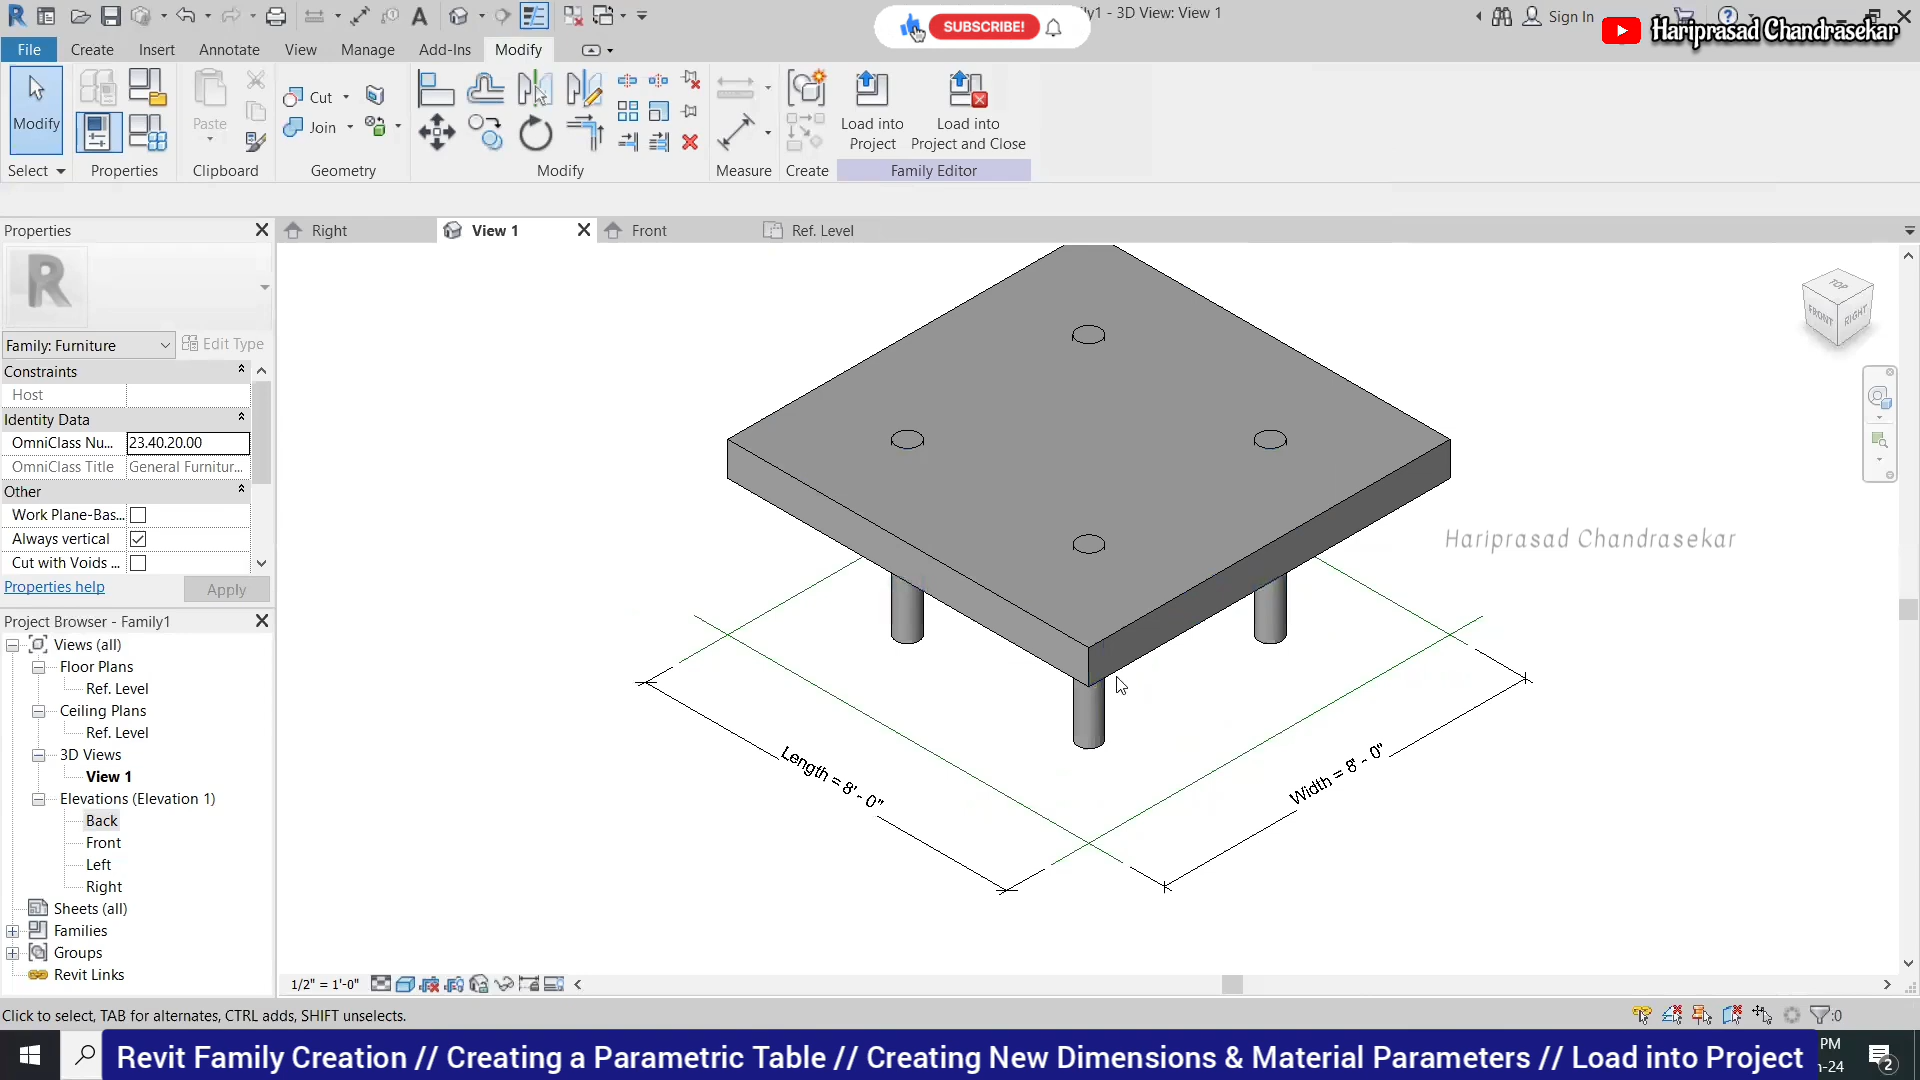 SUBSCRIBE!
ly1 - 3D View: View 1
Sign In
Hariprasad Chandrasekar
File
Create
Insert
Annotate
View
Manage
Add-Ins
Modify
Modify
Paste
Cut
Join
Load into Project
Load into Project and Close
Select
Properties
Clipboard
Geometry
Modify
Measure
Create
Family Editor
Properties
Right
View 1
Front
Ref. Level
R
Family: Furniture
Edit Type
Constraints
Host
Identity Data
OmniClass Nu...
23.40.20.00
OmniClass Title
General Furnitur...
Other
Work Plane-Bas...
Always vertical
Cut with Voids ...
Properties help
Apply
Project Browser - Family1
Views (all)
Floor Plans
Ref. Level
Ceiling Plans
Ref. Level
3D Views
View 1
Elevations (Elevation 1)
Back
Front
Left
Right
Sheets (all)
Families
Groups
Revit Links
TOP
FRONT
RIGHT
Hariprasad Chandrasekar
Length = 8' - 0"
Width = 8' - 0"
1/2" = 1'-0"
Click to select, TAB for alternates, CTRL adds, SHIFT unselects.
:0
Revit Family Creation // Creating a Parametric Table // Creating New Dimensions & Material Parameters // Load into Project
PM
-24
2